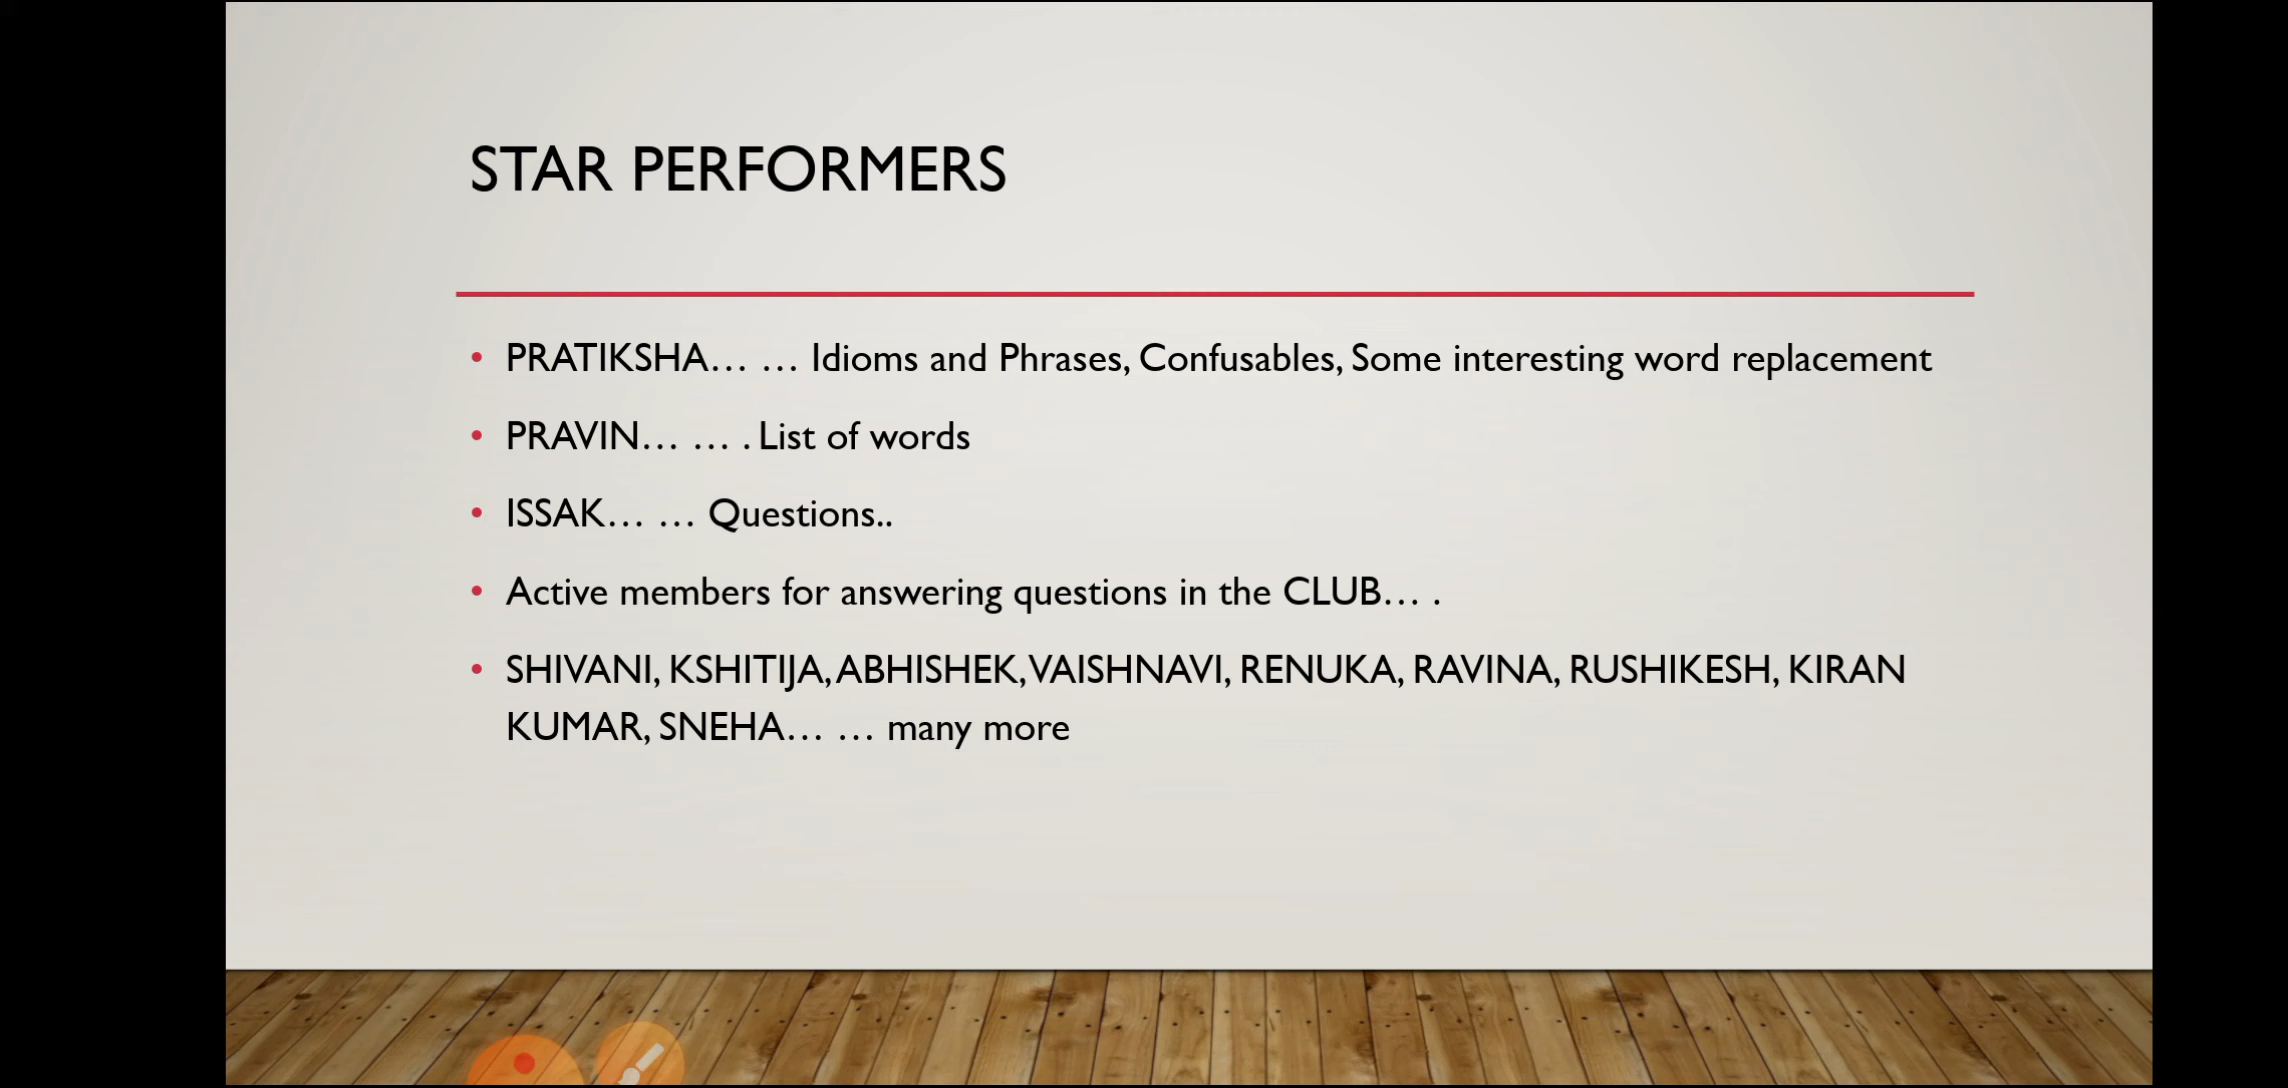 STAR PERFORMERS
• PRATIKSHA… … Idioms and Phrases, Confusables, Some interesting word replacement
• PRAVIN… … . List of words
• ISSAK… … Questions..
• Active members for answering questions in the CLUB… .
• SHIVANI, KSHITIJA, ABHISHEK, VAISHNAVI, RENUKA, RAVINA, RUSHIKESH, KIRAN
KUMAR, SNEHA… … many more